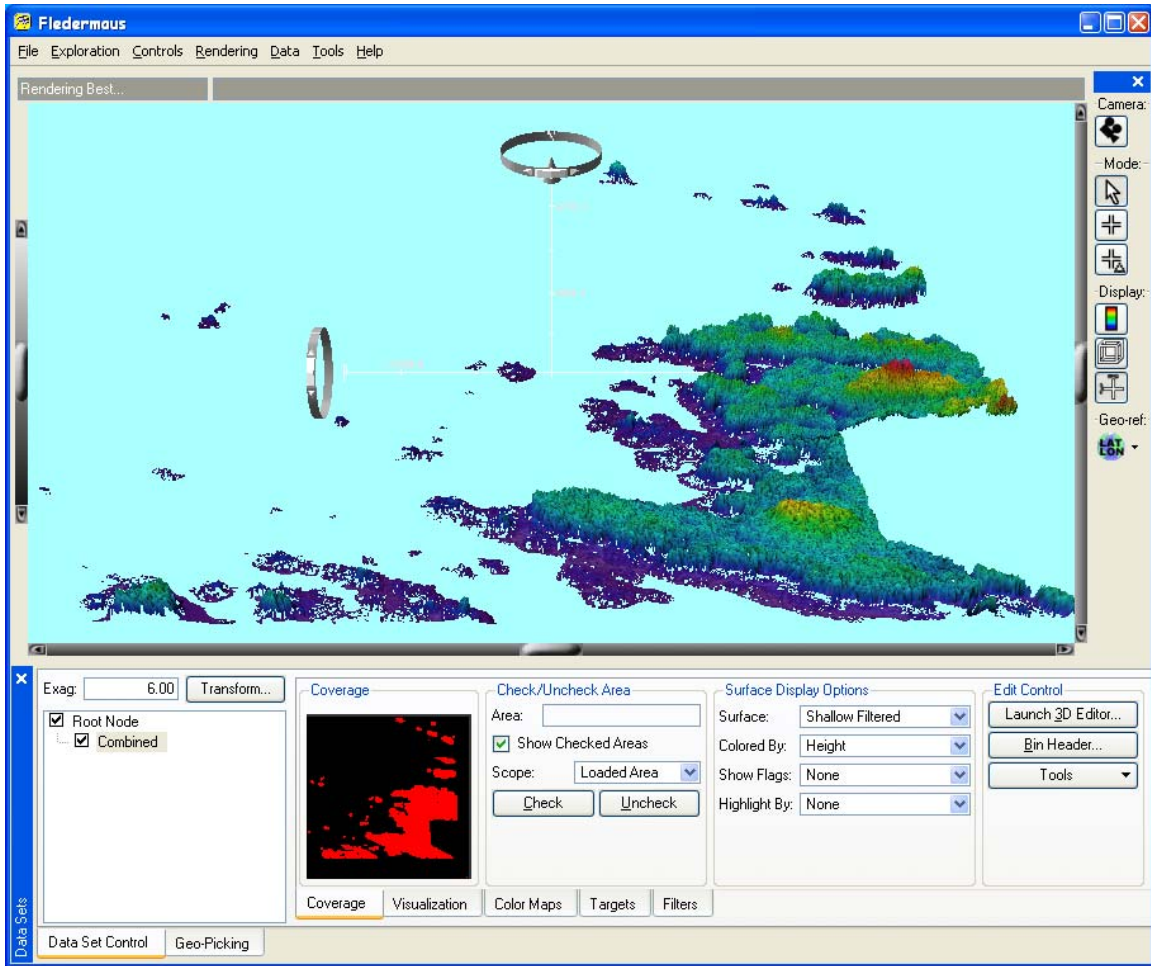 Fledermaus
File Exploration Controls Rendering Data Tools Help
Rendering Best...
Camera:
Mode:
Display:
Geo-ref:
LAT
LON
Exag: 6.00 Transform...
Root Node
Combined
Coverage
Check/Uncheck Area
Area:
Show Checked Areas
Scope: Loaded Area
Check Uncheck
Surface Display Options
Surface: Shallow Filtered
Colored By: Height
Show Flags: None
Highlight By: None
Edit Control
Launch 3D Editor...
Bin Header...
Tools
Coverage Visualization Color Maps Targets Filters
Data Set Control Geo-Picking
Data Sets